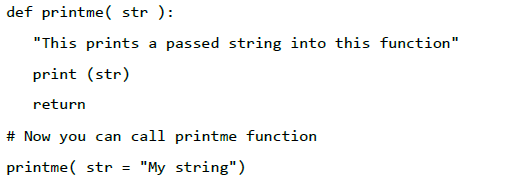 def printme( str ):
"This prints a passed string into this function"
print (str)
return
# Now you can call printme function
printme( str = "My string")